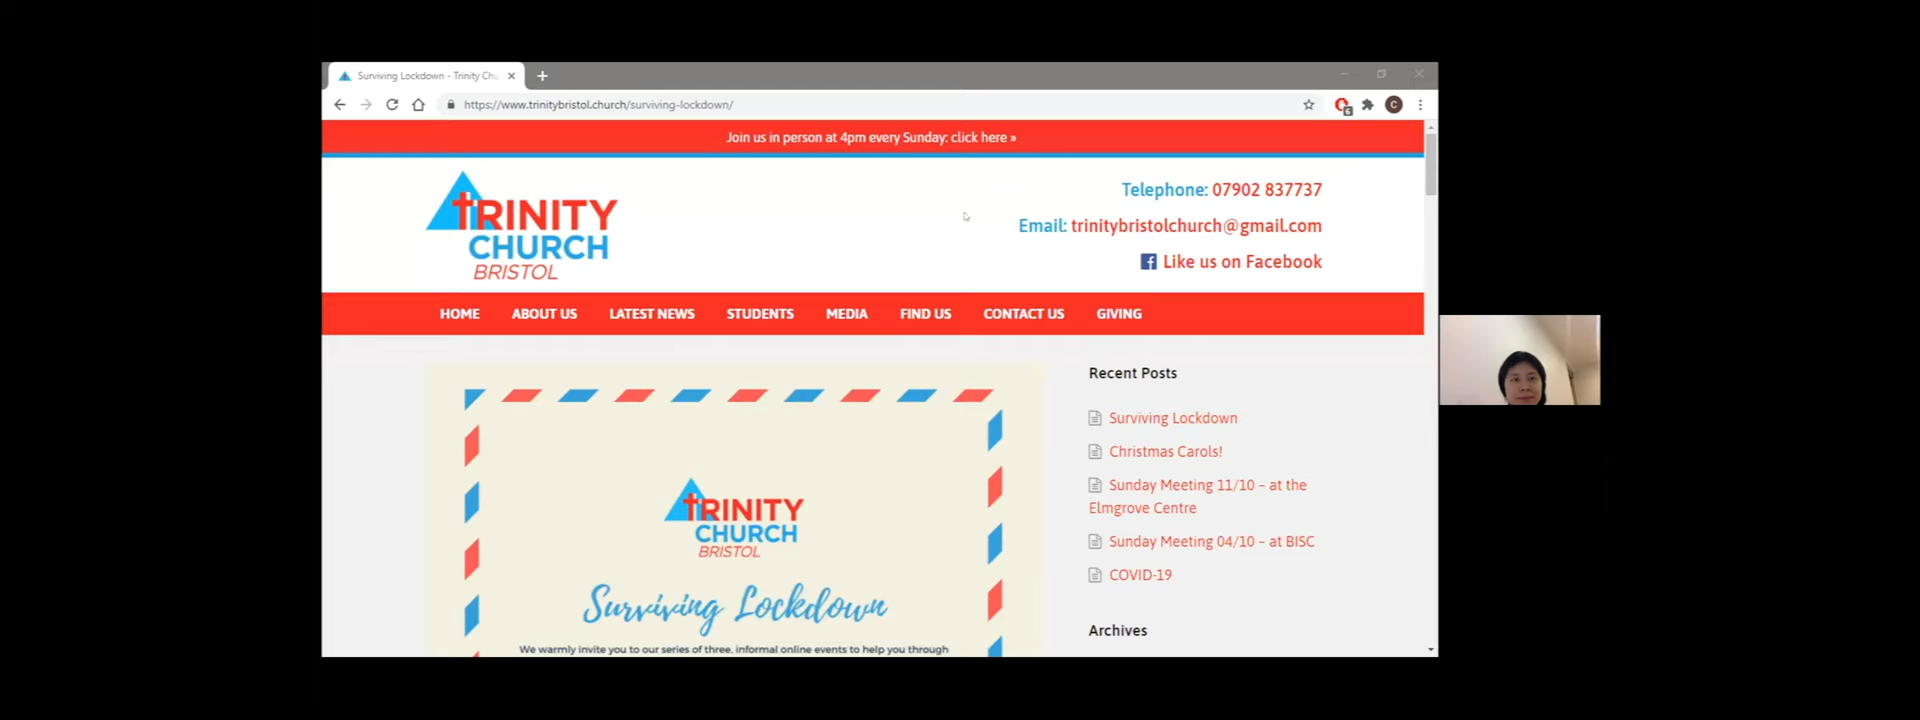 Surviving Lockdown - Trinity Chu
https://www.trinitybristol.church/surviving-lockdown/
6
C
Join us in person at 4pm every Sunday: click here »
TRINITY
CHURCH
BRISTOL
Telephone: 07902 837737
Email: trinitybristolchurch@gmail.com
Like us on Facebook
HOME ABOUT US LATEST NEWS STUDENTS MEDIA FIND US CONTACT US GIVING
TRINITY
CHURCH
BRISTOL
Surviving Lockdown
We warmly invite you to our series of three, informal online events to help you through
Recent Posts
Surviving Lockdown
Christmas Carols!
Sunday Meeting 11/10 – at the
Elmgrove Centre
Sunday Meeting 04/10 – at BISC
COVID-19
Archives